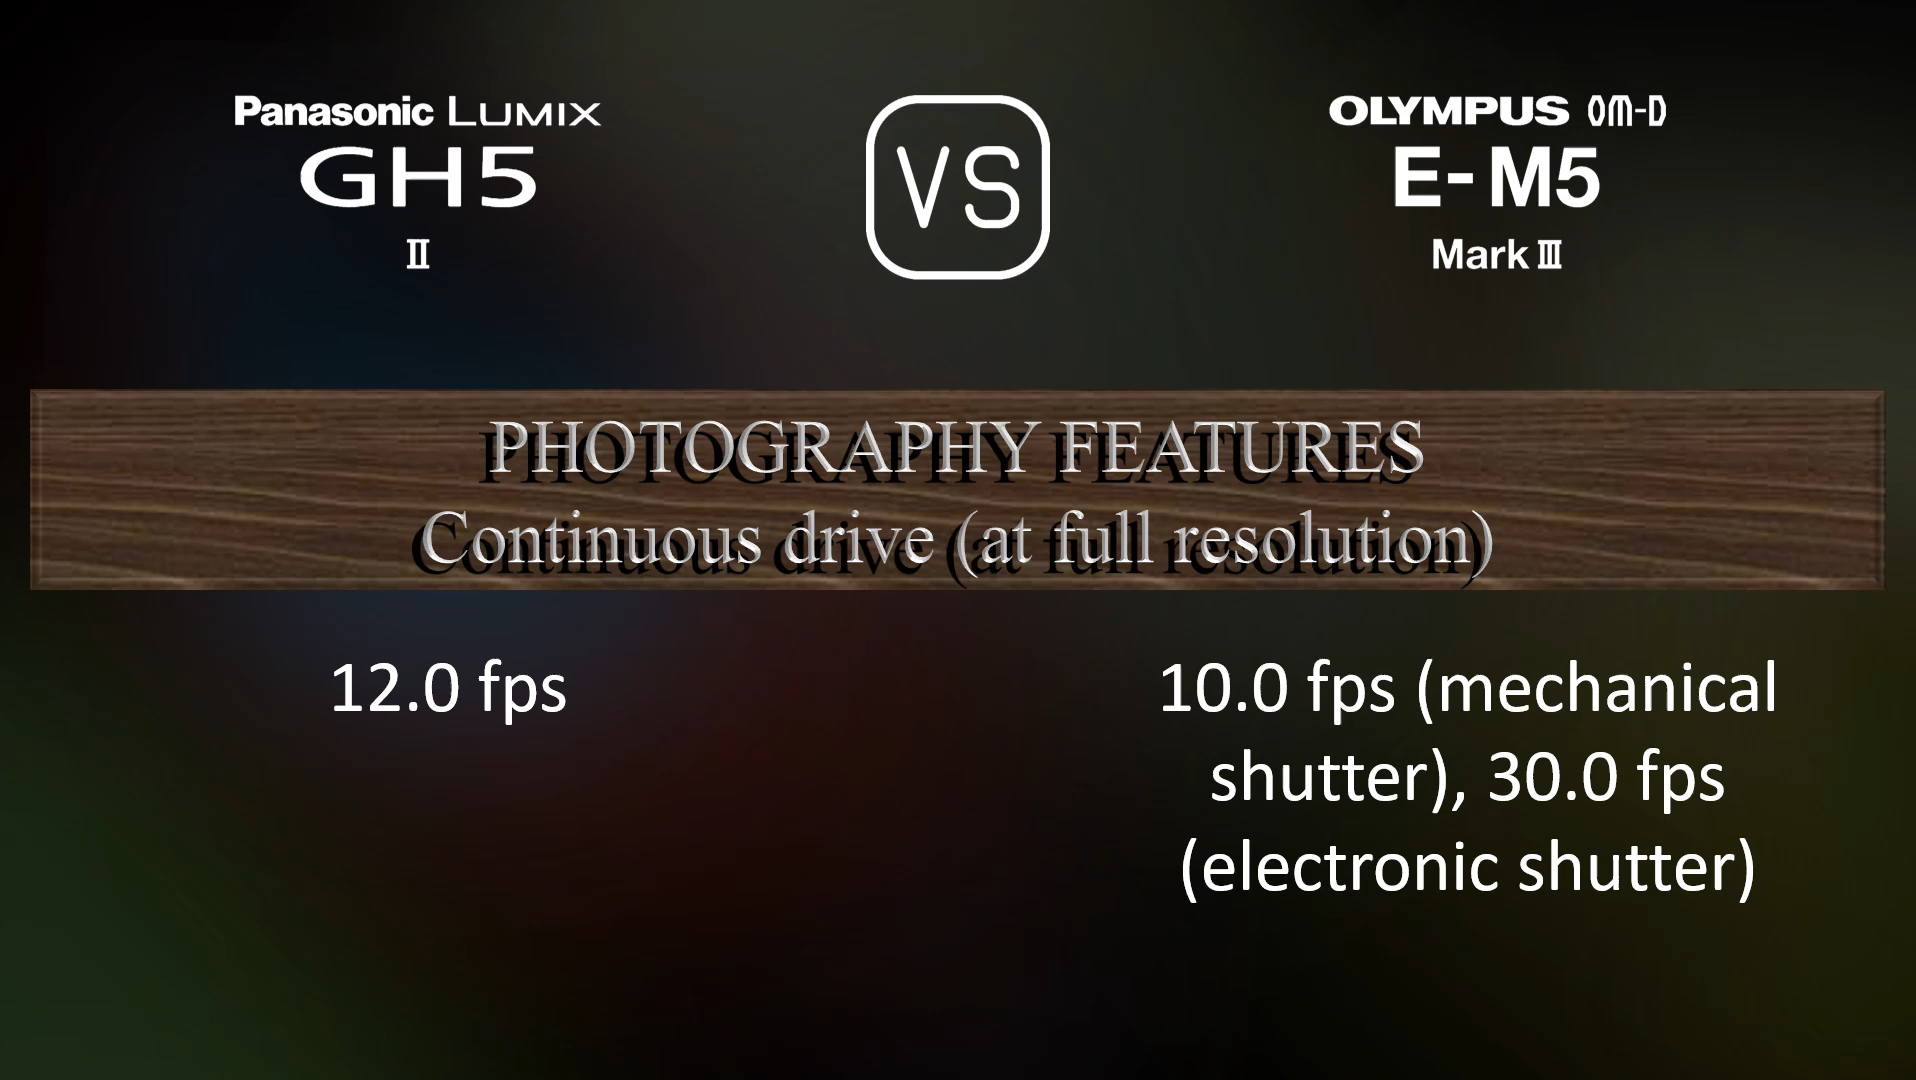 Panasonic LUMIX
GH5
II
VS
OLYMPUS OM-D
E-M5
Mark III
PHOTOGRAPHY FEATURES
Continuous drive (at full resolution)
12.0 fps
10.0 fps (mechanical
shutter), 30.0 fps
(electronic shutter)